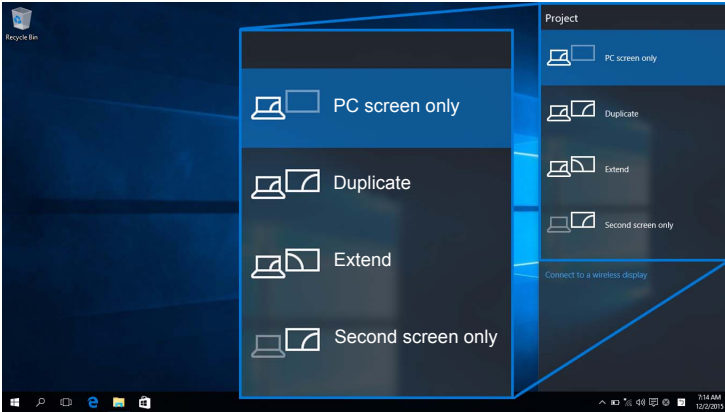 Recycle Bin
PC screen only
Duplicate
Extend
Second screen only
Project
PC screen only
Duplicate
Extend
Second screen only
Connect to a wireless display
7:14 AM
12/2/2015